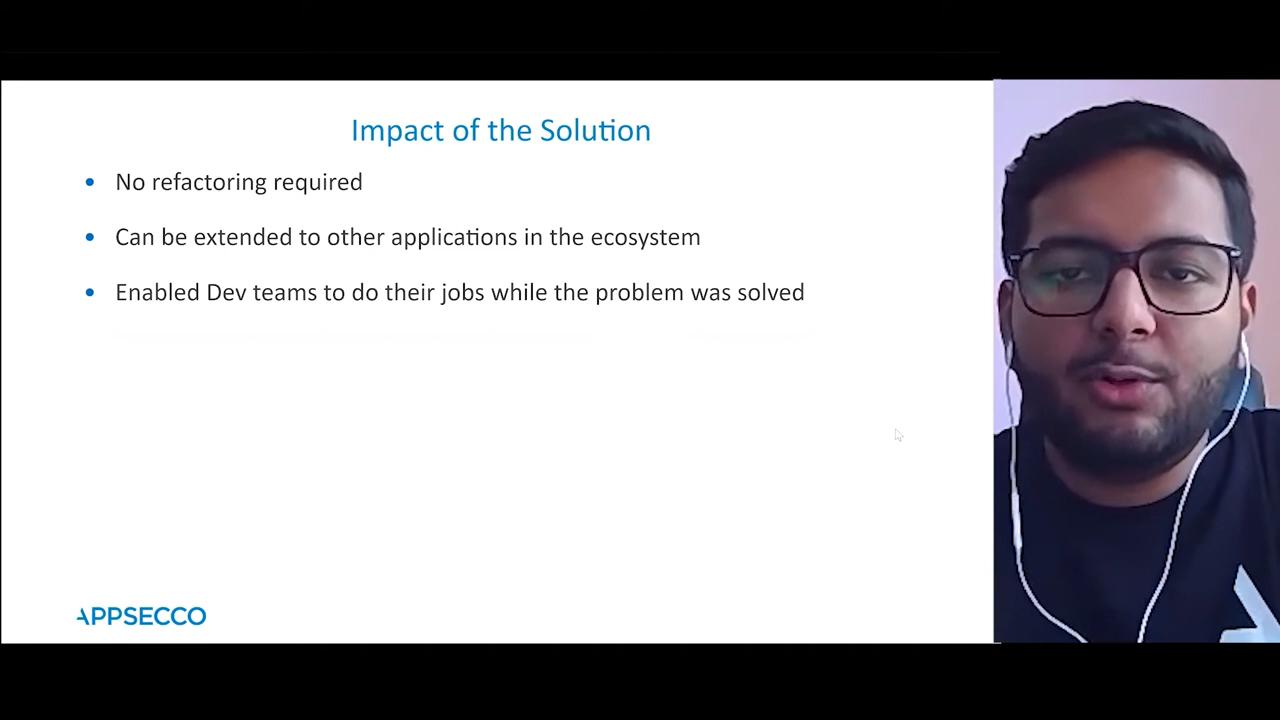 Impact of the Solution
• No refactoring required
• Can be extended to other applications in the ecosystem
• Enabled Dev teams to do their jobs while the problem was solved
APPSECCO